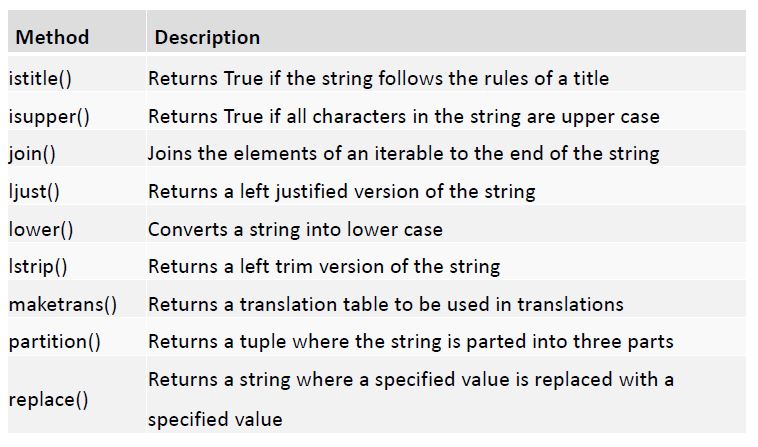 Method Description
istitle() Returns True if the string follows the rules of a title
isupper() Returns True if all characters in the string are upper case
join() Joins the elements of an iterable to the end of the string
ljust() Returns a left justified version of the string
lower() Converts a string into lower case
lstrip() Returns a left trim version of the string
maketrans() Returns a translation table to be used in translations
partition() Returns a tuple where the string is parted into three parts
replace() Returns a string where a specified value is replaced with a
specified value